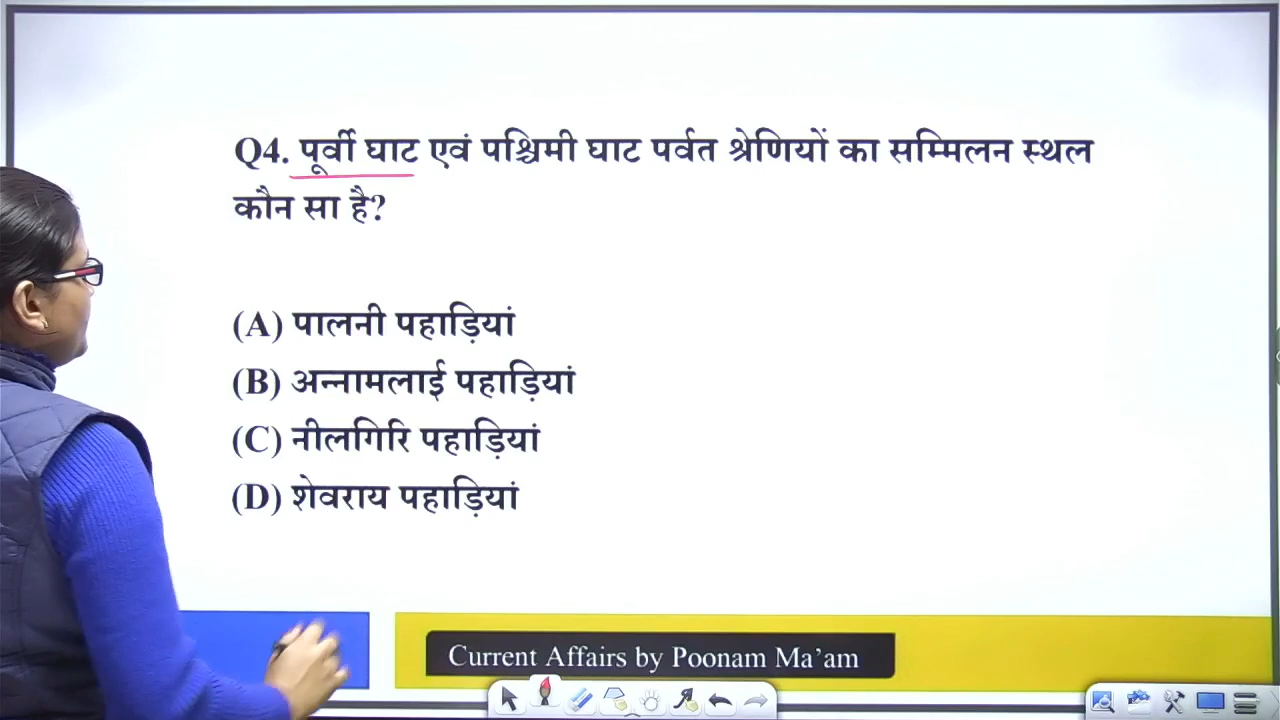 Q4. पूर्वी घाट एवं पश्चिमी घाट पर्वत श्रेणियों का सम्मिलन स्थल
कौन सा है?
(A) पालनी पहाड़ियां
(B) अन्नामलाई पहाड़ियां
(C) नीलगिरि पहाड़ियां
(D) शेवराय पहाड़ियां
Current Affairs by Poonam Ma'am